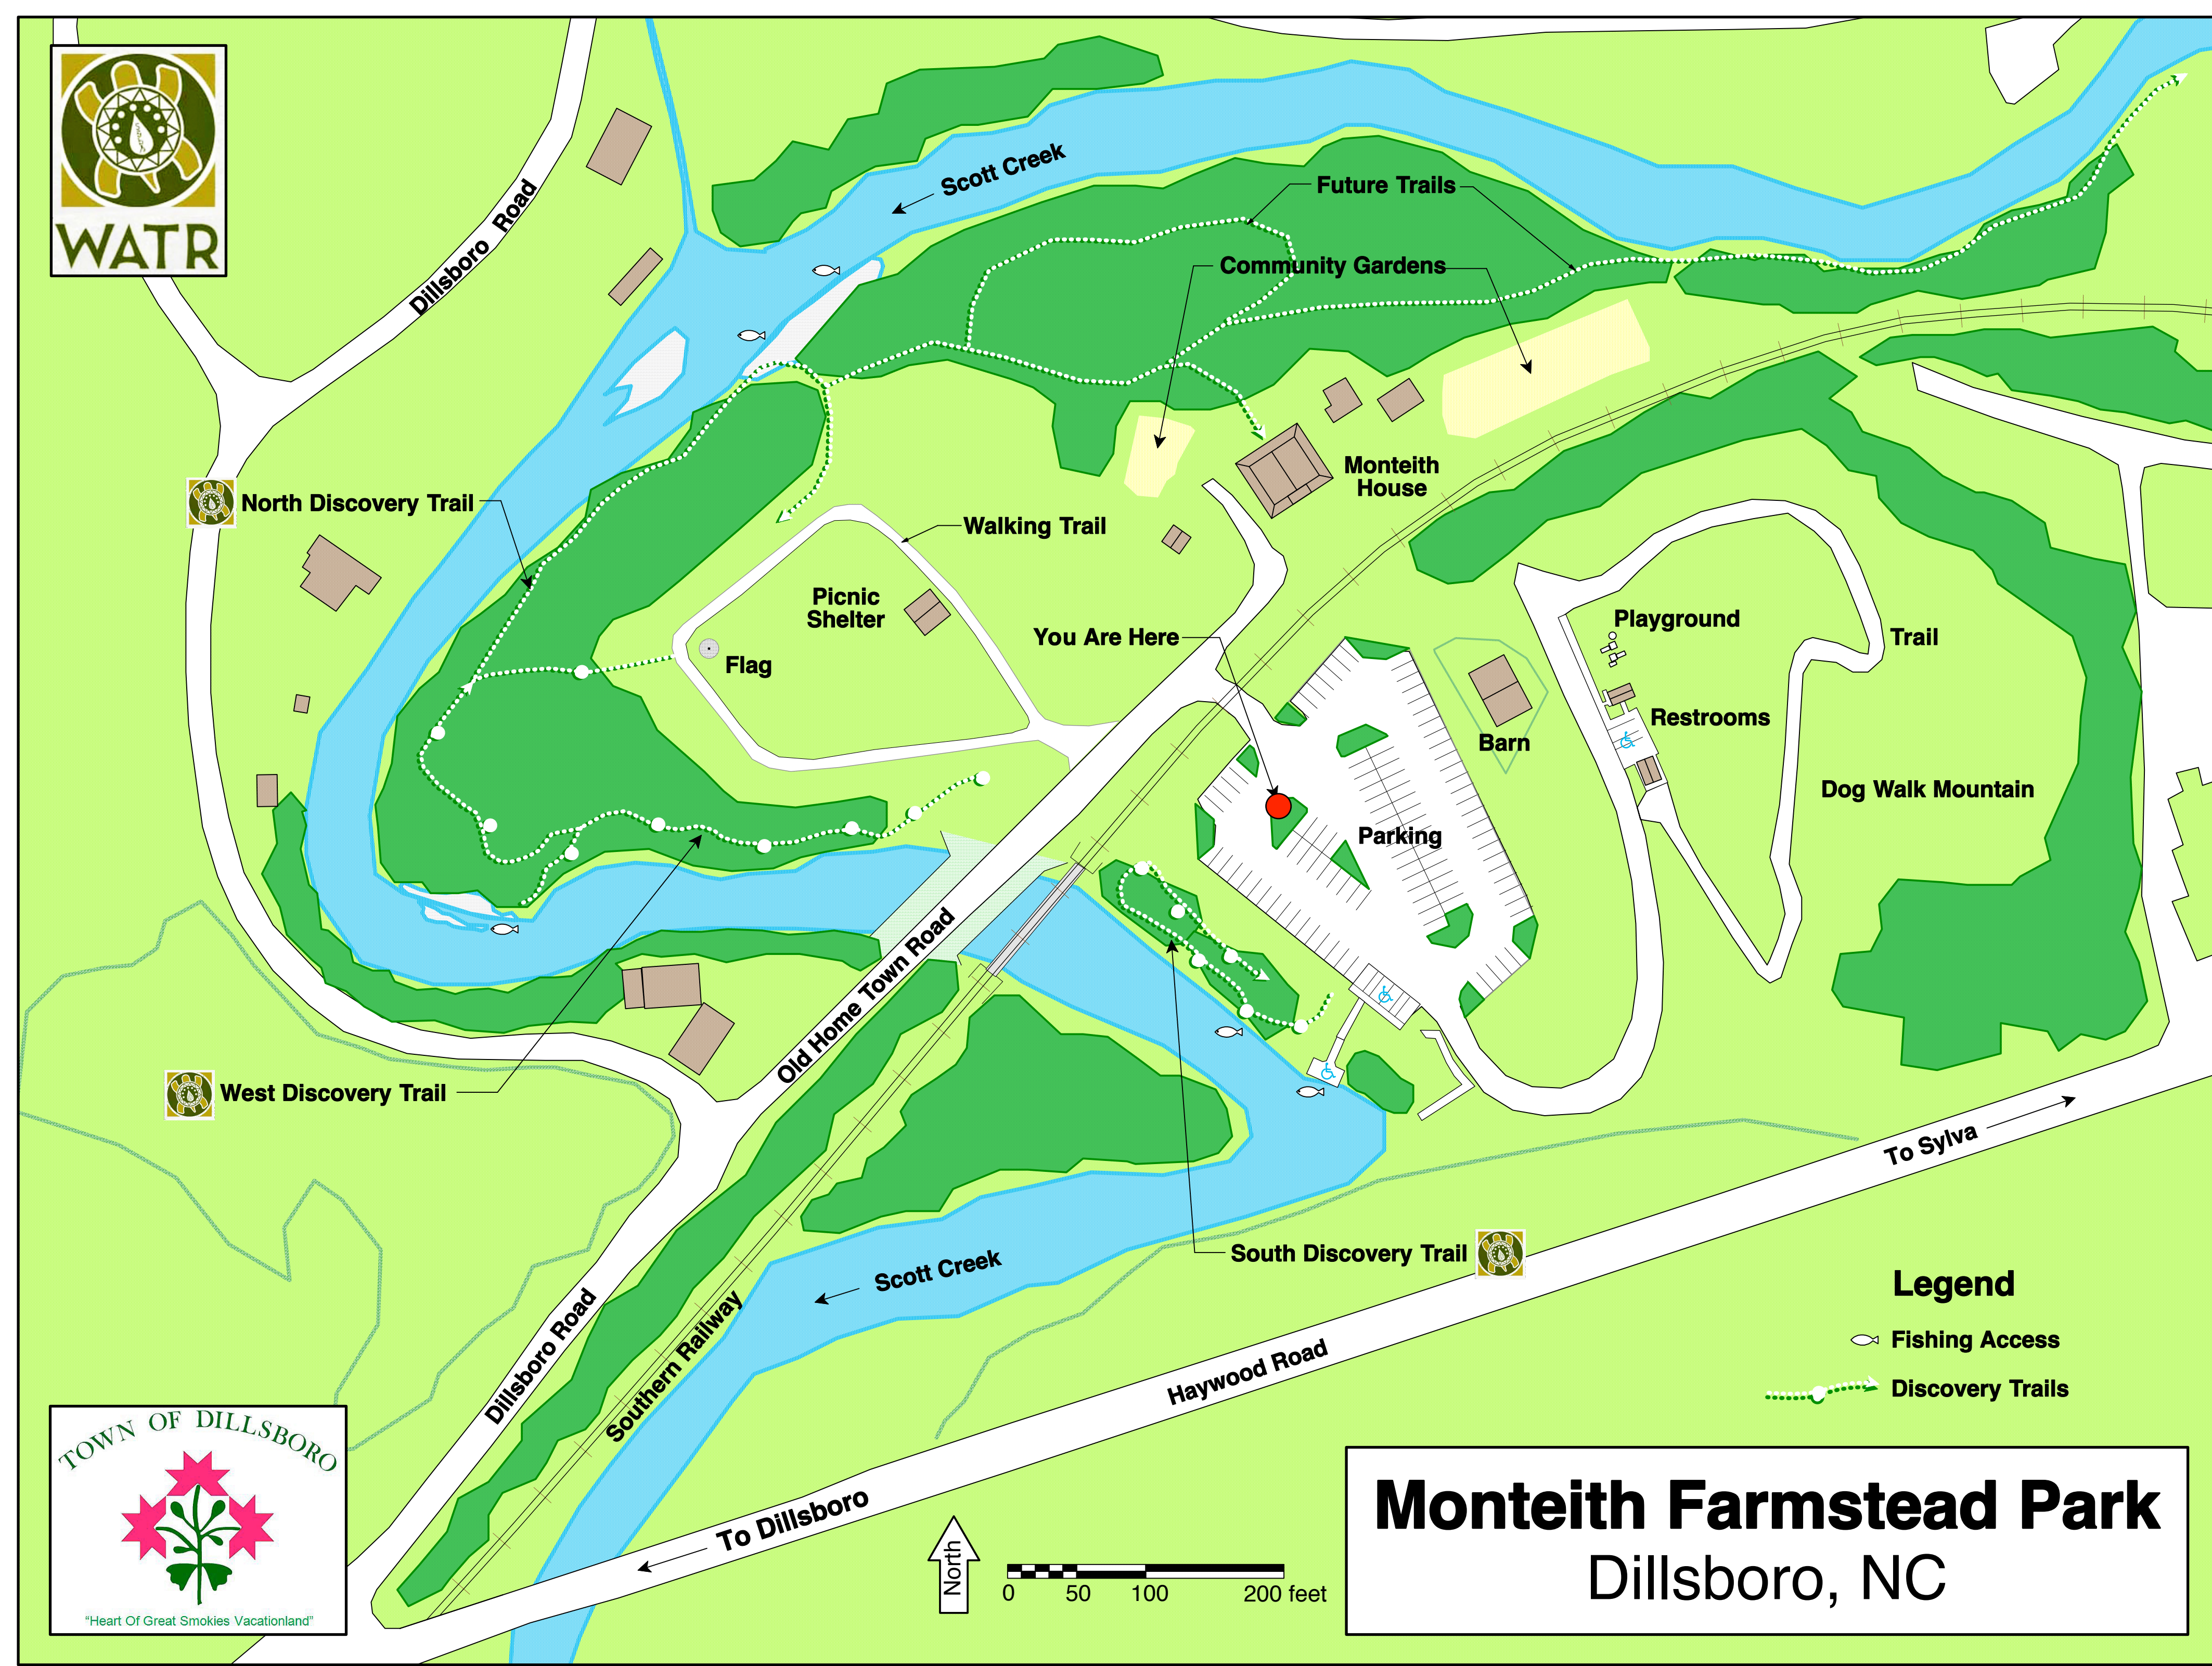 WATR
Dillsboro Road
Scott Creek
Future Trails
Community Gardens
North Discovery Trail
Monteith
House
Walking Trail
Picnic
Shelter
Flag
You Are Here
Playground
Trail
Restrooms
Barn
Dog Walk Mountain
Parking
Old Home Town Road
West Discovery Trail
To Sylva
South Discovery Trail
Scott Creek
Dillsboro Road
Southern Railway
Haywood Road
To Dillsboro
Legend
Fishing Access
Discovery Trails
TOWN OF DILLSBORO
“Heart Of Great Smokies Vacationland”
North
0 50 100 200 feet
Monteith Farmstead Park
Dillsboro, NC